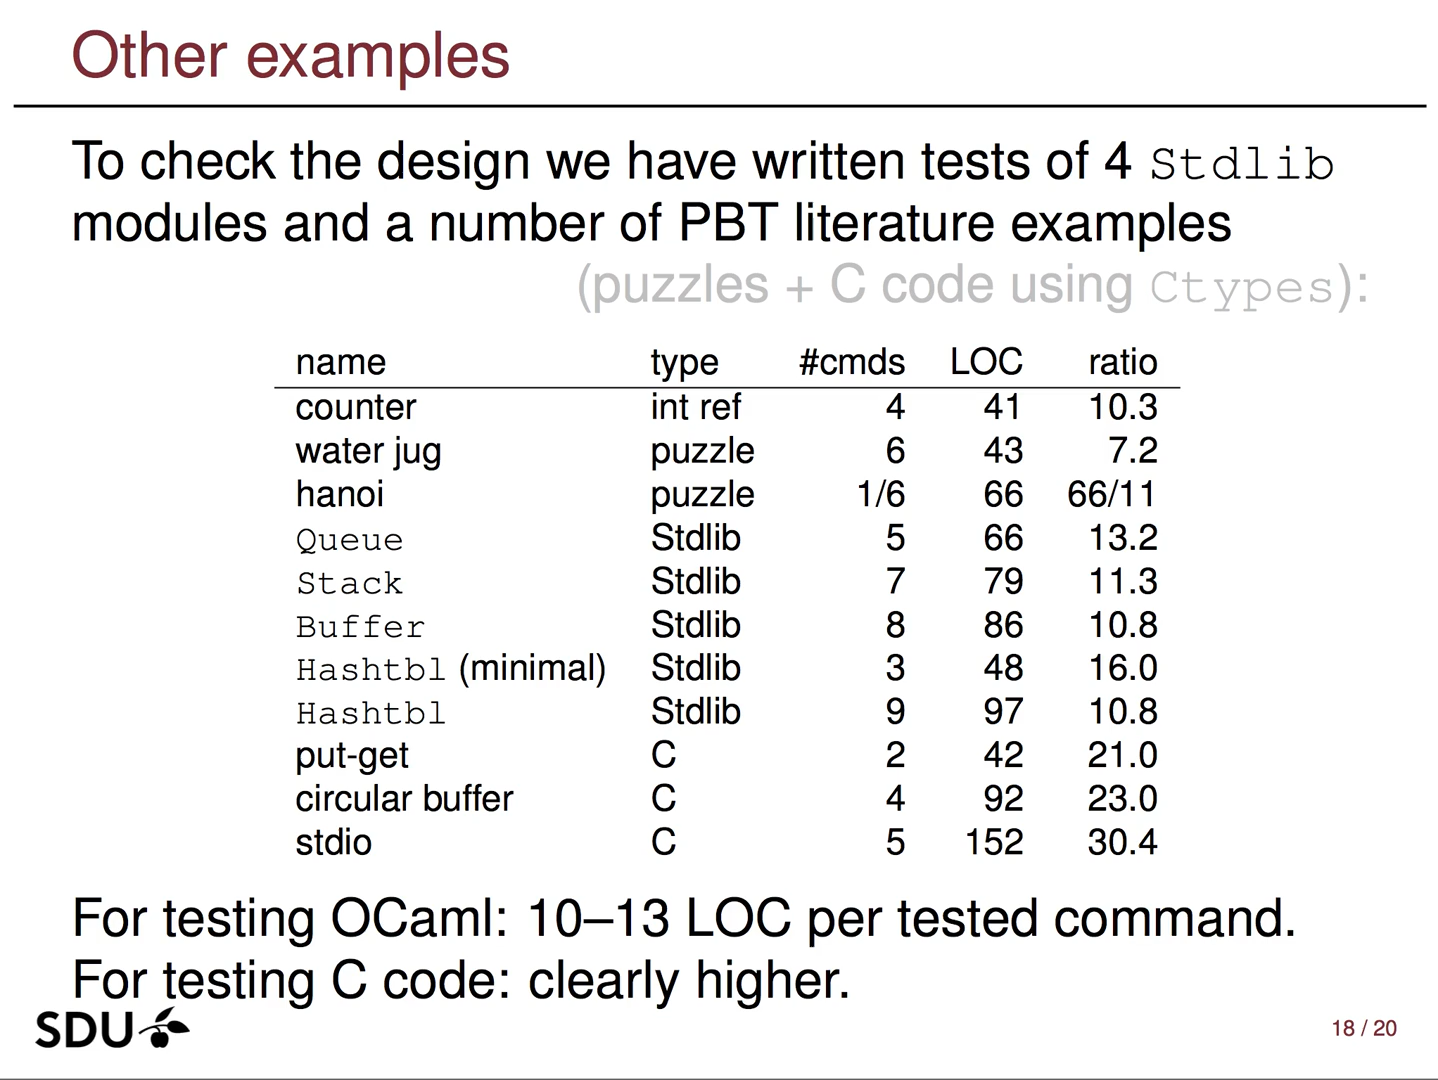 Other examples
To check the design we have written tests of 4 Stdlib
modules and a number of PBT literature examples
(puzzles + C code using Ctypes):
name type #cmds LOC ratio
counter int ref 4 41 10.3
water jug puzzle 6 43 7.2
hanoi puzzle 1/6 66 66/11
Queue Stdlib 5 66 13.2
Stack Stdlib 7 79 11.3
Buffer Stdlib 8 86 10.8
Hashtbl (minimal) Stdlib 3 48 16.0
Hashtbl Stdlib 9 97 10.8
put-get C 2 42 21.0
circular buffer C 4 92 23.0
stdio C 5 152 30.4
For testing OCaml: 10–13 LOC per tested command.
For testing C code: clearly higher.
SDU
18 / 20